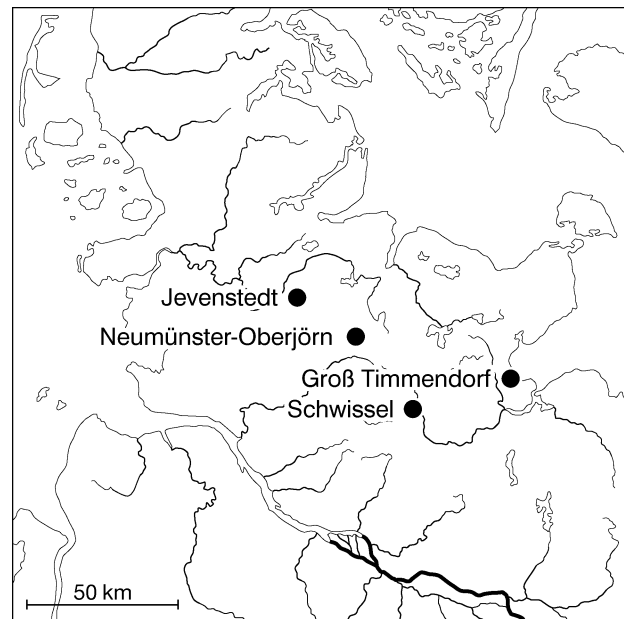 Jevenstedt
Neumünster-Oberjörn
Groß Timmendorf
Schwissel
50 km